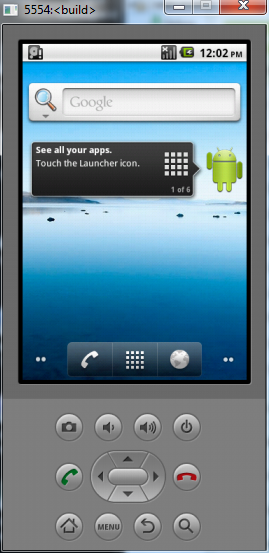 5554:<build>
12:02 PM
Google
See all your apps.
Touch the Launcher icon.
1 of 6
MENU